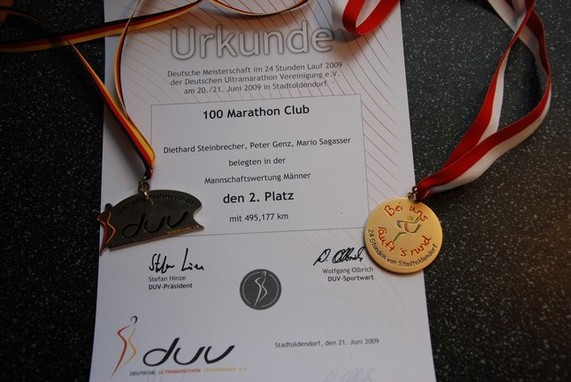 Urkunde
Deutsche Meisterschaft im 24 Stunden Lauf 2009
der Deutschen Ultramarathon Vereinigung e.V.
am 20./21. Juni 2009 in Stadtoldendorf
100 Marathon Club
Diethard Steinbrecher, Peter Genz, Mario Sagasser
belegten in der
Mannschaftswertung Männer
den 2. Platz
mit 495,177 km
duv
Bei uns
läuft 's rund
24 Stunden von Stadtoldendorf
Stefan Hinze
DUV-Präsident
Wolfgang Olbrich
DUV-Sportwart
duv
DEUTSCHE ULTRAMARATHON VEREINIGUNG e.V.
Stadtoldendorf, den 21. Juni 2009